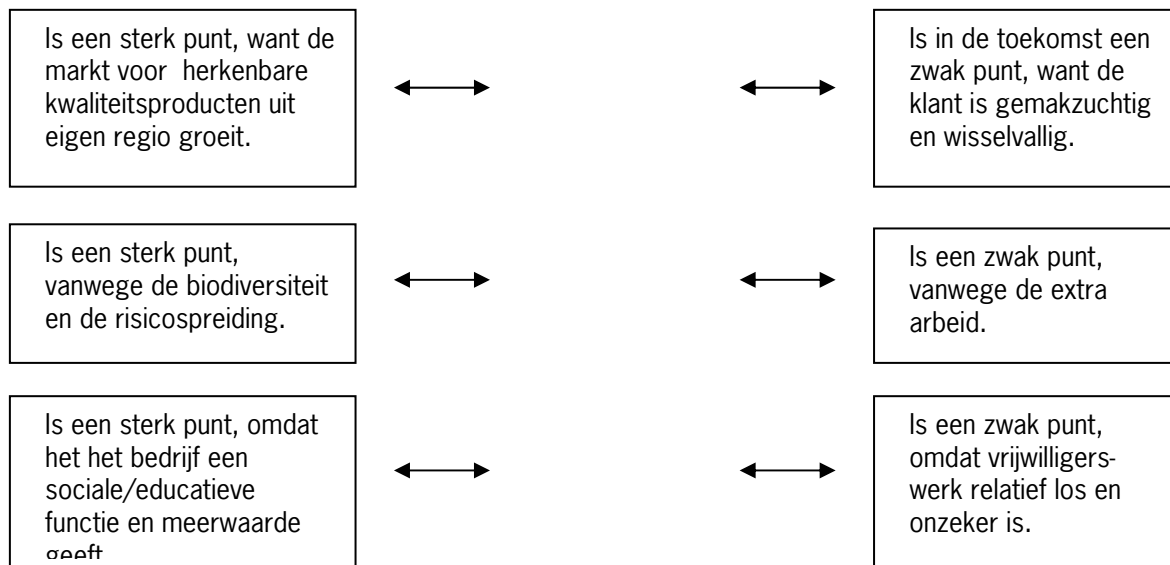 Is een sterk punt, want de
markt voor herkenbare
kwaliteitsproducten uit
eigen regio groeit.
Is in de toekomst een
zwak punt, want de
klant is gemakzuchtig
en wisselvallig.
Is een sterk punt,
vanwege de biodiversiteit
en de risicospreiding.
Is een zwak punt,
vanwege de extra
arbeid.
Is een sterk punt, omdat
het het bedrijf een
sociale/educatieve
functie en meerwaarde
geeft
Is een zwak punt,
omdat vrijwilligers-
werk relatief los en
onzeker is.